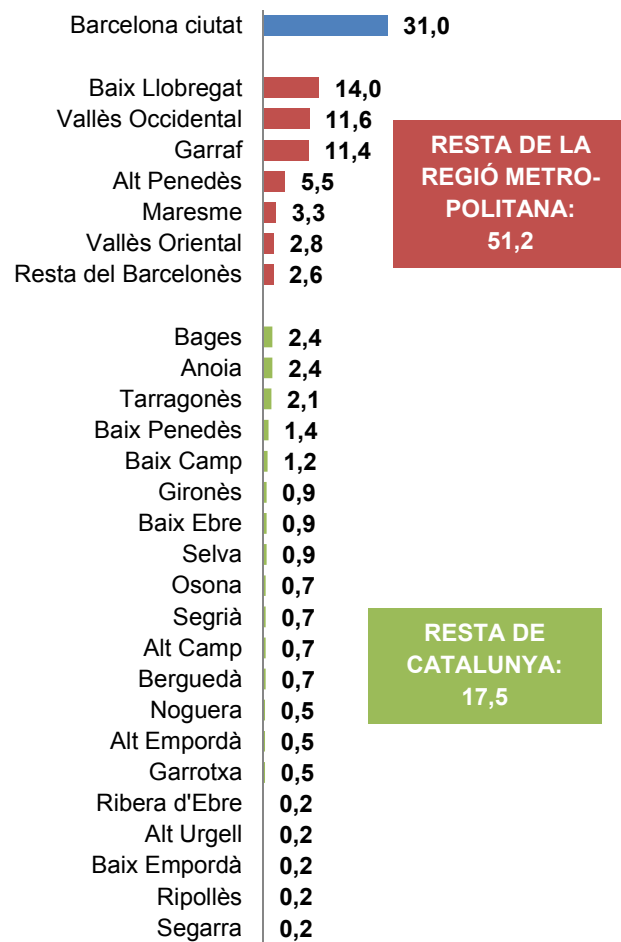 Barcelona ciutat 31,0
Baix Llobregat 14,0
Vallès Occidental 11,6
Garraf 11,4
Alt Penedès 5,5
Maresme 3,3
Vallès Oriental 2,8
Resta del Barcelonès 2,6
RESTA DE LA
REGIÓ METRO-
POLITANA:
51,2
Bages 2,4
Anoia 2,4
Tarragonès 2,1
Baix Penedès 1,4
Baix Camp 1,2
Gironès 0,9
Baix Ebre 0,9
Selva 0,9
Osona 0,7
Segrià 0,7
Alt Camp 0,7
Berguedà 0,7
Noguera 0,5
Alt Empordà 0,5
Garrotxa 0,5
Ribera d'Ebre 0,2
Alt Urgell 0,2
Baix Empordà 0,2
Ripollès 0,2
Segarra 0,2
RESTA DE
CATALUNYA:
17,5